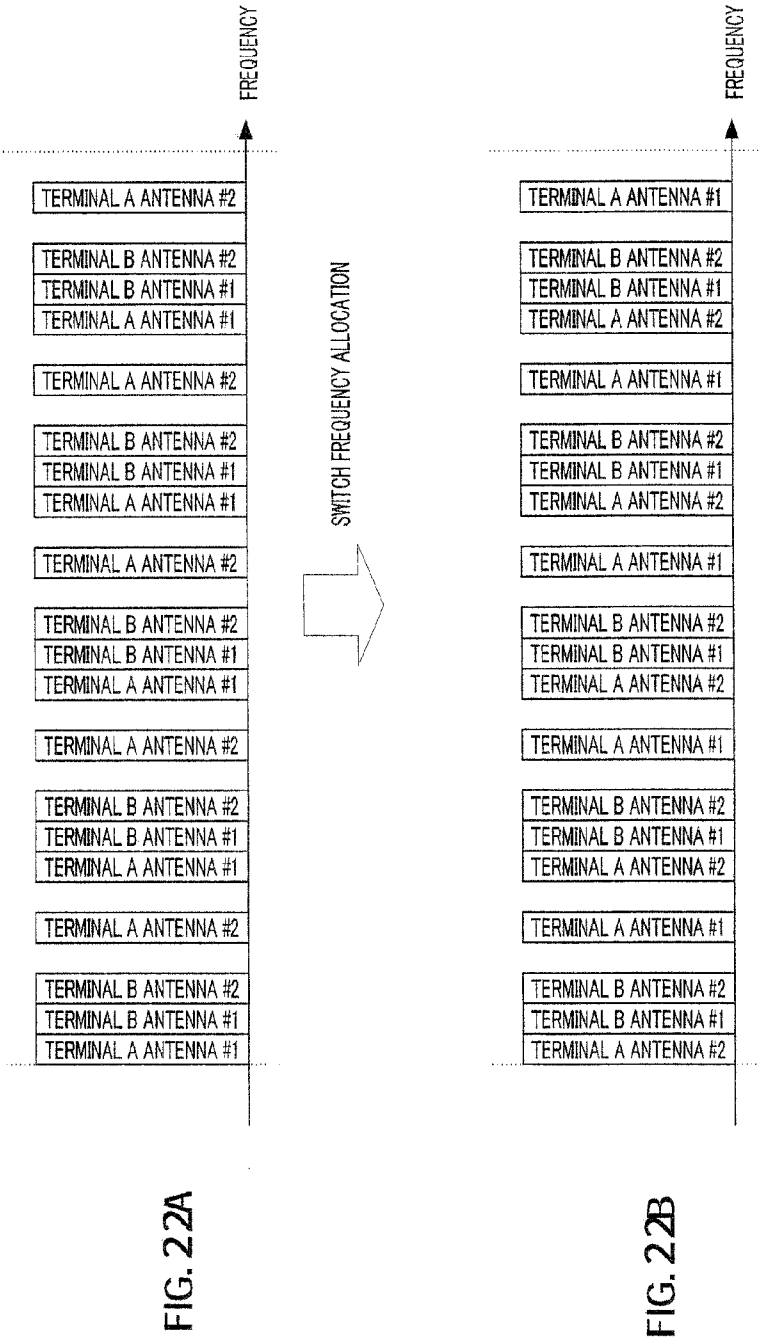 FREQUENCY
TERMINAL A ANTENNA #2
TERMINAL B ANTENNA #2
TERMINAL B ANTENNA #1
TERMINAL A ANTENNA #1
TERMINAL A ANTENNA #2
TERMINAL B ANTENNA #2
TERMINAL B ANTENNA #1
TERMINAL A ANTENNA #1
TERMINAL A ANTENNA #2
TERMINAL B ANTENNA #2
TERMINAL B ANTENNA #1
TERMINAL A ANTENNA #1
TERMINAL A ANTENNA #2
TERMINAL B ANTENNA #2
TERMINAL B ANTENNA #1
TERMINAL A ANTENNA #1
TERMINAL A ANTENNA #2
TERMINAL B ANTENNA #2
TERMINAL B ANTENNA #1
TERMINAL A ANTENNA #1
FIG. 22A
SWITCH FREQUENCY ALLOCATION
FREQUENCY
TERMINAL A ANTENNA #1
TERMINAL B ANTENNA #2
TERMINAL B ANTENNA #1
TERMINAL A ANTENNA #2
TERMINAL A ANTENNA #1
TERMINAL B ANTENNA #2
TERMINAL B ANTENNA #1
TERMINAL A ANTENNA #2
TERMINAL A ANTENNA #1
TERMINAL B ANTENNA #2
TERMINAL B ANTENNA #1
TERMINAL A ANTENNA #2
TERMINAL A ANTENNA #1
TERMINAL B ANTENNA #2
TERMINAL B ANTENNA #1
TERMINAL A ANTENNA #2
TERMINAL A ANTENNA #1
TERMINAL B ANTENNA #2
TERMINAL B ANTENNA #1
TERMINAL A ANTENNA #2
FIG. 22B